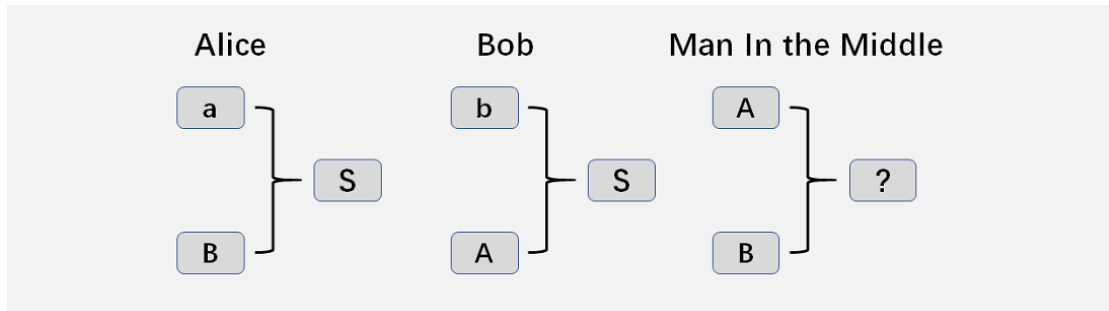 Alice Bob Man In the Middle
a b A
S S ?
B A B